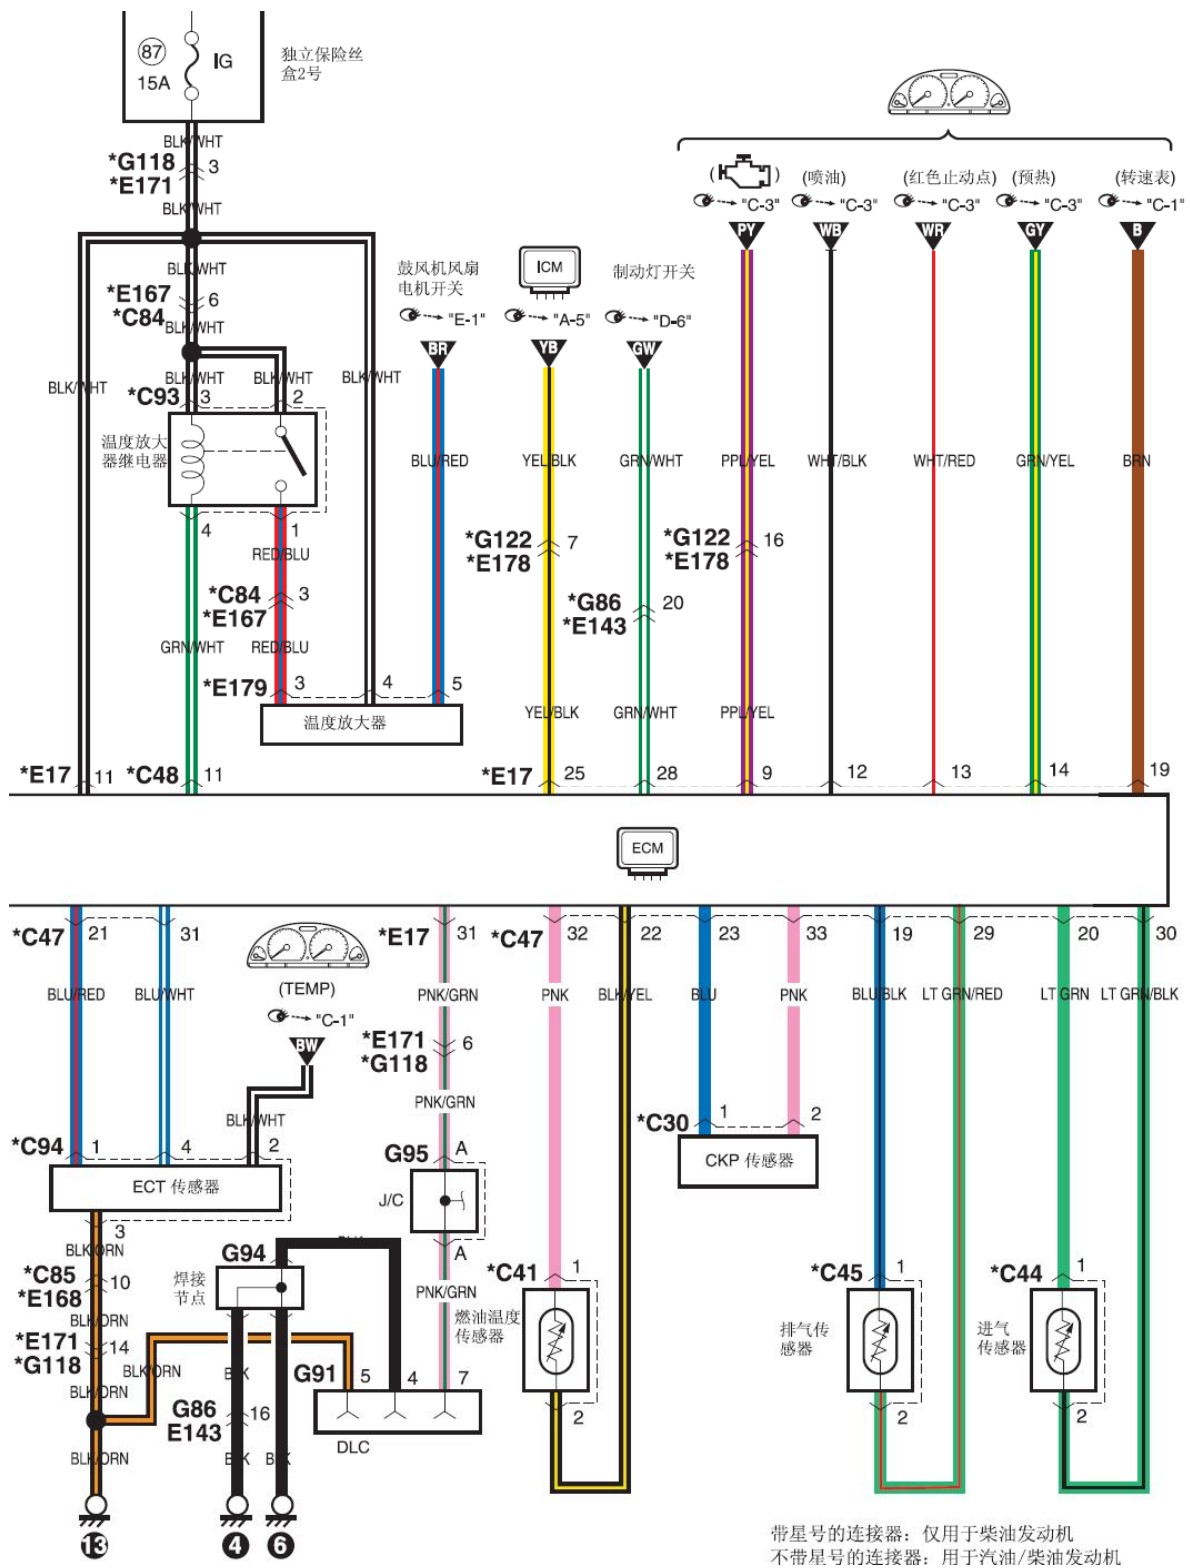 87
15A
IG
独立保险丝
盒2号
BLK/WHT
*G118
3
*E171
BLK/WHT
BLK/WHT
*E167
6
*C84
BLK/WHT
BLK/WHT
BLK/WHT
BLK/WHT
BLK/WHT
*C93
3
2
温度放大
器继电器
4
1
RED/BLU
*C84
3
*E167
GRN/WHT
RED/BLU
*E179
3
4
5
温度放大器
鼓风机风扇
电机开关
"E-1"
BR
BLU/RED
ICM
"A-5"
YB
YEL/BLK
*G122
7
*E178
YEL/BLK
制动灯开关
"D-6"
GW
GRN/WHT
*G86
20
*E143
GRN/WHT
( )
(喷油)
(红色止动点)
(预热)
(转速表)
"C-3"
"C-3"
"C-3"
"C-3"
"C-1"
PY
WB
WR
GY
B
PPL/YEL
WHT/BLK
WHT/RED
GRN/YEL
BRN
*G122
16
*E178
PPL/YEL
*E17
11
*C48
11
*E17
25
28
9
12
13
14
19
ECM
*C47
21
31
*E17
31
*C47
32
22
23
33
19
29
20
30
BLU/RED
BLU/WHT
(TEMP)
"C-1"
BW
BLK/WHT
PNK/GRN
PNK
BLK/YEL
BLU
PNK
BLU/BLK
LT GRN/RED
LT GRN
LT GRN/BLK
*E171
6
*G118
PNK/GRN
*C30
1
2
CKP 传感器
*C94
1
4
2
ECT 传感器
3
G95
A
J/C
A
PNK/GRN
BLK/ORN
*C85
10
*E168
BLK/ORN
*E171
14
*G118
BLK/ORN
BLK/ORN
BLK/ORN
G94
焊接
节点
BLK
G86
16
E143
BLK
BLK
G91
5
4
7
DLC
*C41
1
燃油温度
传感器
2
*C45
1
排气传
感器
2
*C44
1
进气
传感器
2
13
4
6
带星号的连接器：仅用于柴油发动机
不带星号的连接器：用于汽油/柴油发动机